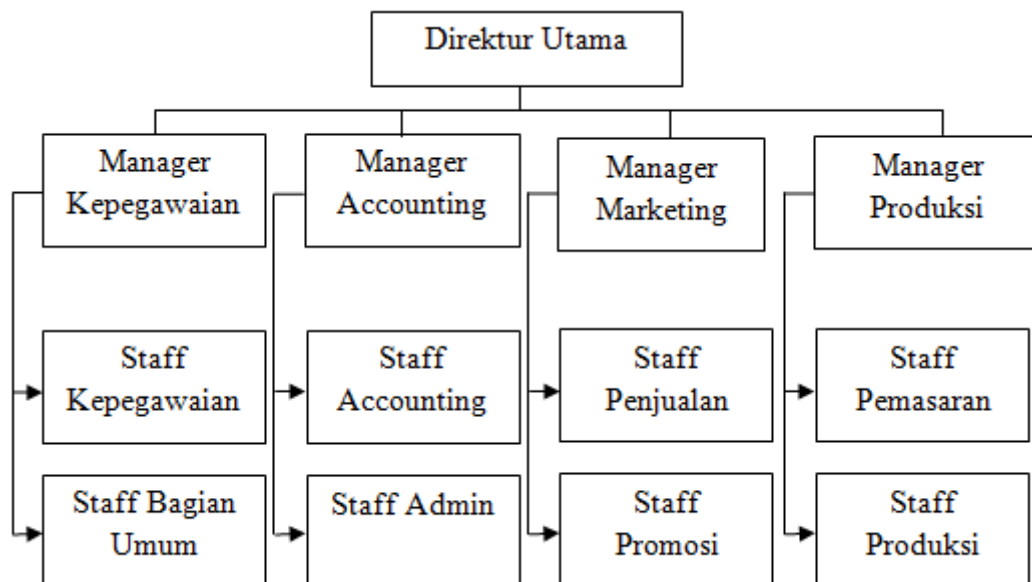 Direktur Utama
Manager
Kepegawaian
Manager
Accounting
Manager
Marketing
Manager
Produksi
Staff
Kepegawaian
Staff
Accounting
Staff
Penjualan
Staff
Pemasaran
Staff Bagian
Umum
Staff Admin
Staff
Promosi
Staff
Produksi